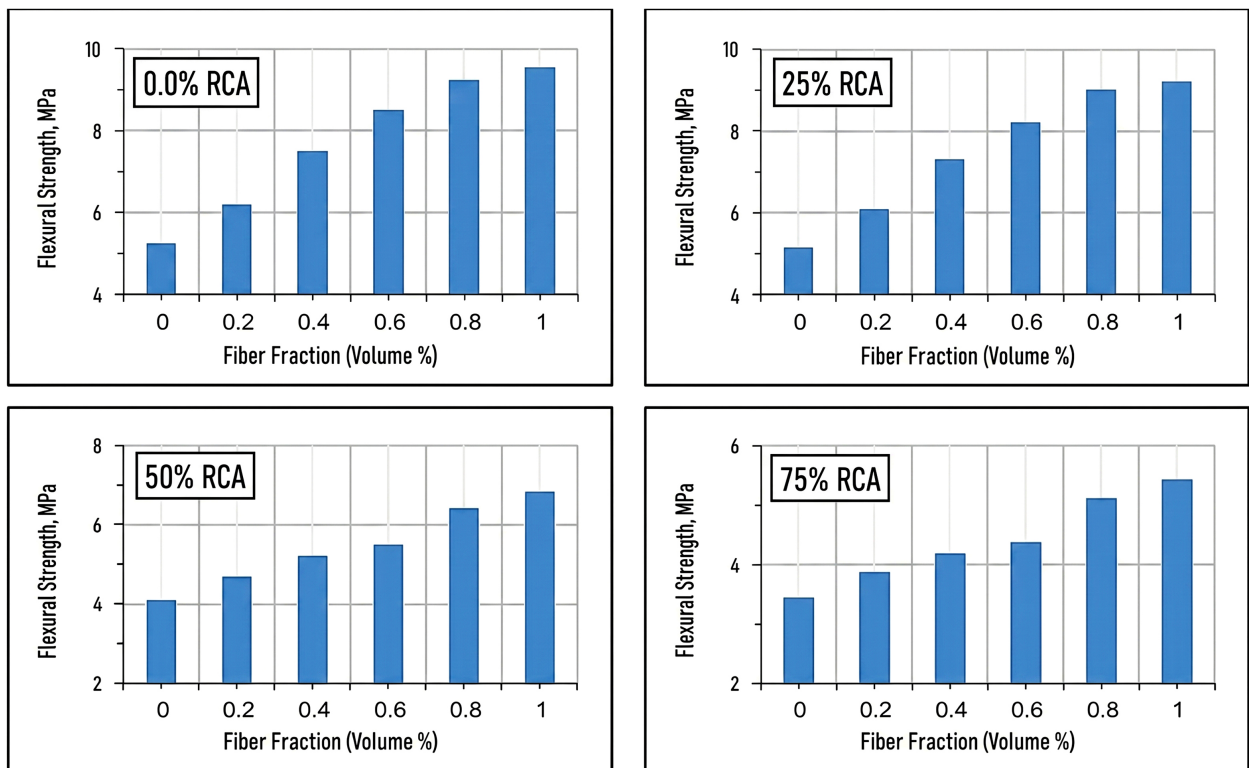 0.0% RCA
Flexural Strength, MPa
10
8
6
4
0 0.2 0.4 0.6 0.8 1
Fiber Fraction (Volume %)
25% RCA
Flexural Strength, MPa
10
8
6
4
0 0.2 0.4 0.6 0.8 1
Fiber Fraction (Volume %)
50% RCA
Flexural Strength, MPa
8
6
4
2
0 0.2 0.4 0.6 0.8 1
Fiber Fraction (Volume %)
75% RCA
Flexural Strength, MPa
6
4
2
0 0.2 0.4 0.6 0.8 1
Fiber Fraction (Volume %)